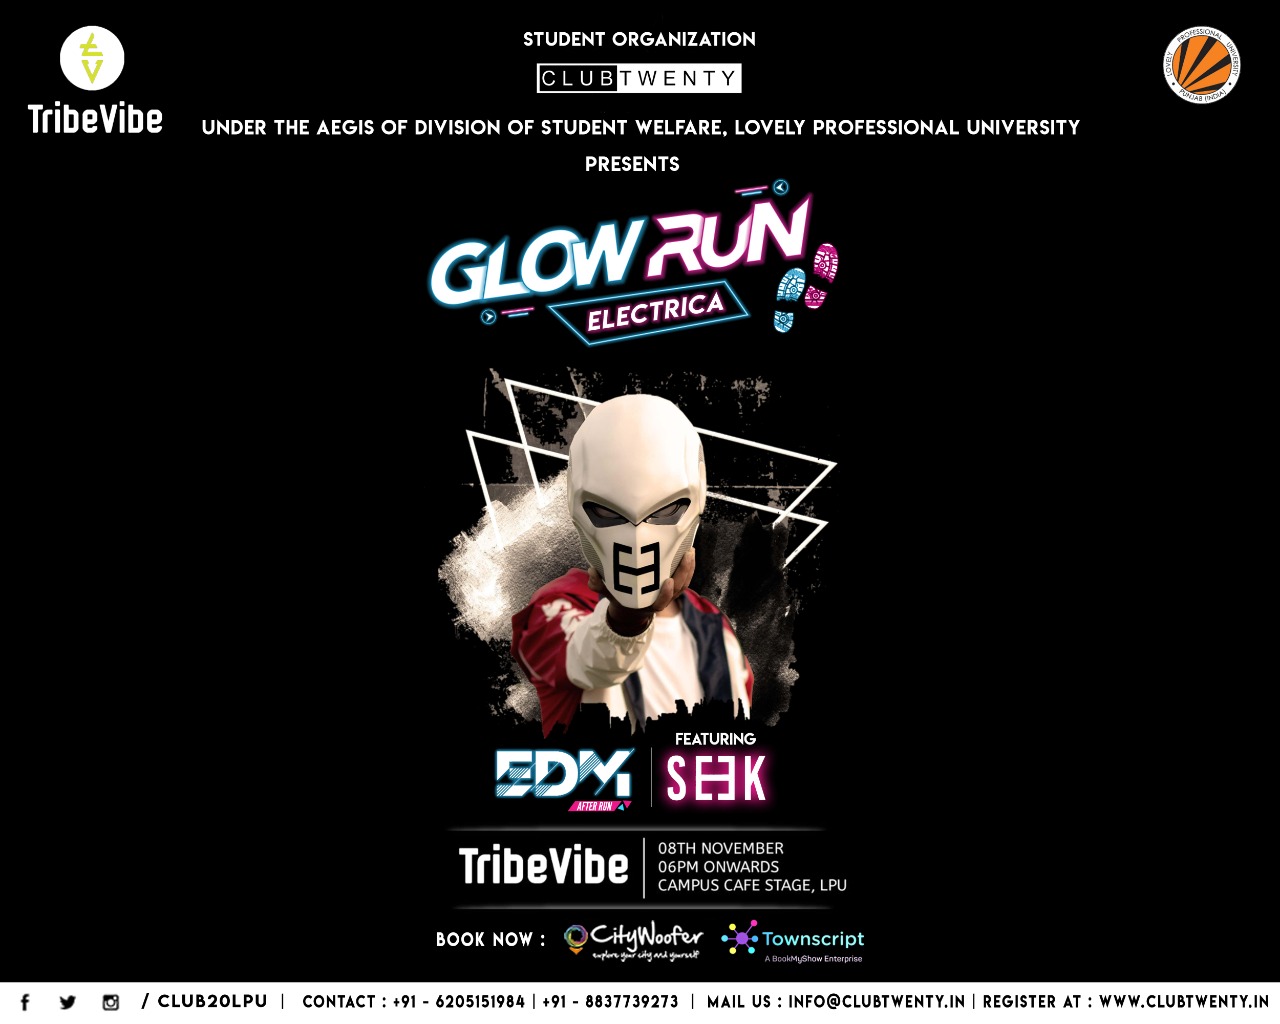 STUDENT ORGANIZATION
CLUBTWENTY
TribeVibe
LOVELY PROFESSIONAL UNIVERSITY
PUNJAB (INDIA)
UNDER THE AEGIS OF DIVISION OF STUDENT WELFARE, LOVELY PROFESSIONAL UNIVERSITY
PRESENTS
GLOW RUN
ELECTRICA
FEATURING
EDM
SEEK
AFTER RUN
TribeVibe
08TH NOVEMBER
06PM ONWARDS
CAMPUS CAFE STAGE, LPU
BOOK NOW :
CityWoofer
explore your city and yourself
Townscript
A BookMyShow Enterprise
/ CLUB20LPU | CONTACT : +91 - 6205151984 | +91 - 8837739273 | MAIL US : INFO@CLUBTWENTY.IN | REGISTER AT : WWW.CLUBTWENTY.IN